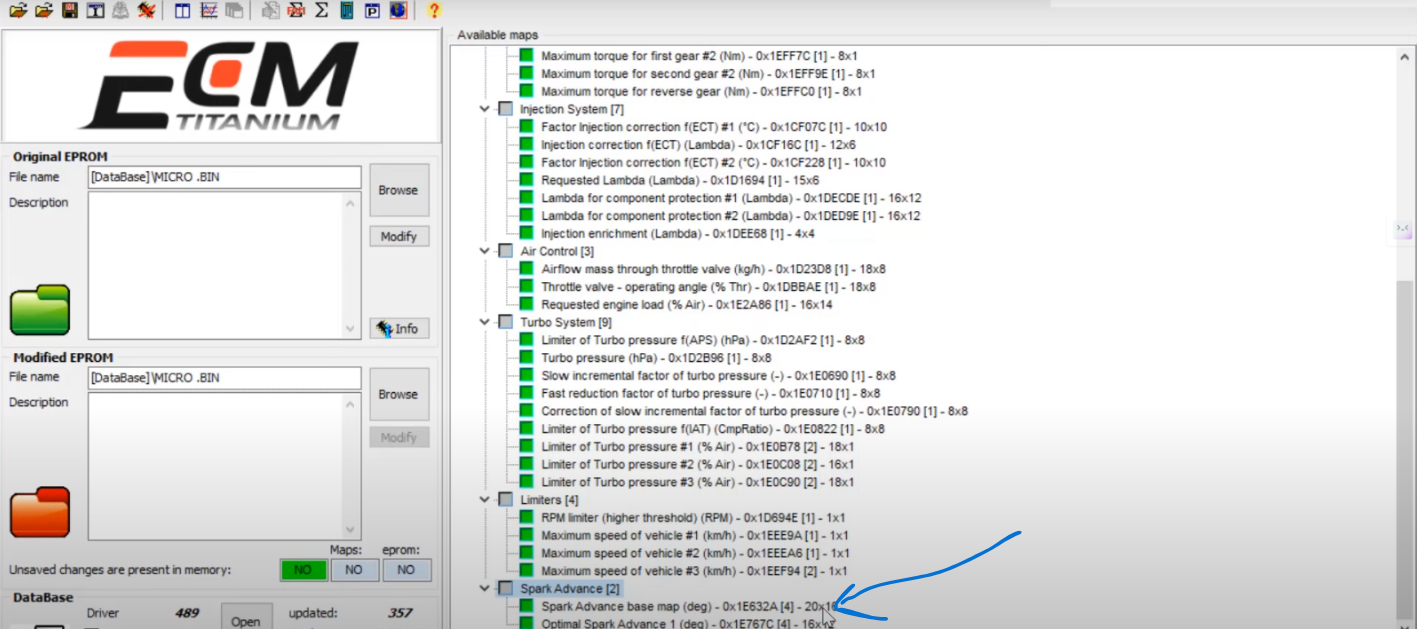 Available maps
ECM
TITANIUM
Maximum torque for first gear #2 (Nm) - 0x1EFF7C [1] - 8x1
Maximum torque for second gear #2 (Nm) - 0x1EFF9E [1] - 8x1
Maximum torque for reverse gear (Nm) - 0x1EFFC0 [1] - 8x1
Injection System [7]
Factor Injection correction f(ECT) #1 (°C) - 0x1CF07C [1] - 10x10
Injection correction f(ECT) (Lambda) - 0x1CF16C [1] - 12x6
Factor Injection correction f(ECT) #2 (°C) - 0x1CF228 [1] - 10x10
Requested Lambda (Lambda) - 0x1D1694 [1] - 15x6
Lambda for component protection #1 (Lambda) - 0x1DECDE [1] - 16x12
Lambda for component protection #2 (Lambda) - 0x1DED9E [1] - 16x12
Injection enrichment (Lambda) - 0x1DEE68 [1] - 4x4
Air Control [3]
Airflow mass through throttle valve (kg/h) - 0x1D23D8 [1] - 18x8
Throttle valve - operating angle (% Thr) - 0x1DBBAE [1] - 18x8
Requested engine load (% Air) - 0x1E2A86 [1] - 16x14
Turbo System [9]
Limiter of Turbo pressure f(APS) (hPa) - 0x1D2AF2 [1] - 8x8
Turbo pressure (hPa) - 0x1D2B96 [1] - 8x8
Slow incremental factor of turbo pressure (-) - 0x1E0690 [1] - 8x8
Fast reduction factor of turbo pressure (-) - 0x1E0710 [1] - 8x8
Correction of slow incremental factor of turbo pressure (-) - 0x1E0790 [1] - 8x8
Limiter of Turbo pressure f(IAT) (CmpRatio) - 0x1E0822 [1] - 8x8
Limiter of Turbo pressure #1 (% Air) - 0x1E0B78 [2] - 18x1
Limiter of Turbo pressure #2 (% Air) - 0x1E0C08 [2] - 16x1
Limiter of Turbo pressure #3 (% Air) - 0x1E0C90 [2] - 18x1
Limiters [4]
RPM limiter (higher threshold) (RPM) - 0x1D694E [1] - 1x1
Maximum speed of vehicle #1 (km/h) - 0x1EEE9A [1] - 1x1
Maximum speed of vehicle #2 (km/h) - 0x1EEEA6 [1] - 1x1
Maximum speed of vehicle #3 (km/h) - 0x1EEF94 [2] - 1x1
Spark Advance [2]
Spark Advance base map (deg) - 0x1E632A [4] -
Optimal Spark Advance 1 (deg) - 0x1E767C [4] -
Original EPROM
File name [DataBase]\MICRO .BIN
Browse
Description
Modify
Info
Modified EPROM
File name [DataBase]\MICRO .BIN
Browse
Description
Modify
Maps: eprom:
Unsaved changes are present in memory: NO NO NO
DataBase
Driver 489 Open updated: 357